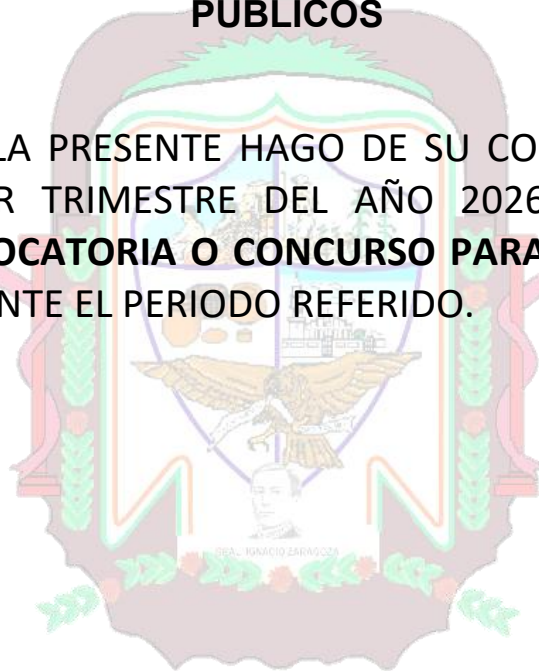 PÚBLICOS
LA PRESENTE HAGO DE SU CO
R TRIMESTRE DEL AÑO 2026
OCATORIA O CONCURSO PARA
NTE EL PERIODO REFERIDO.
GRAL. IGNACIO ZARAGOZA